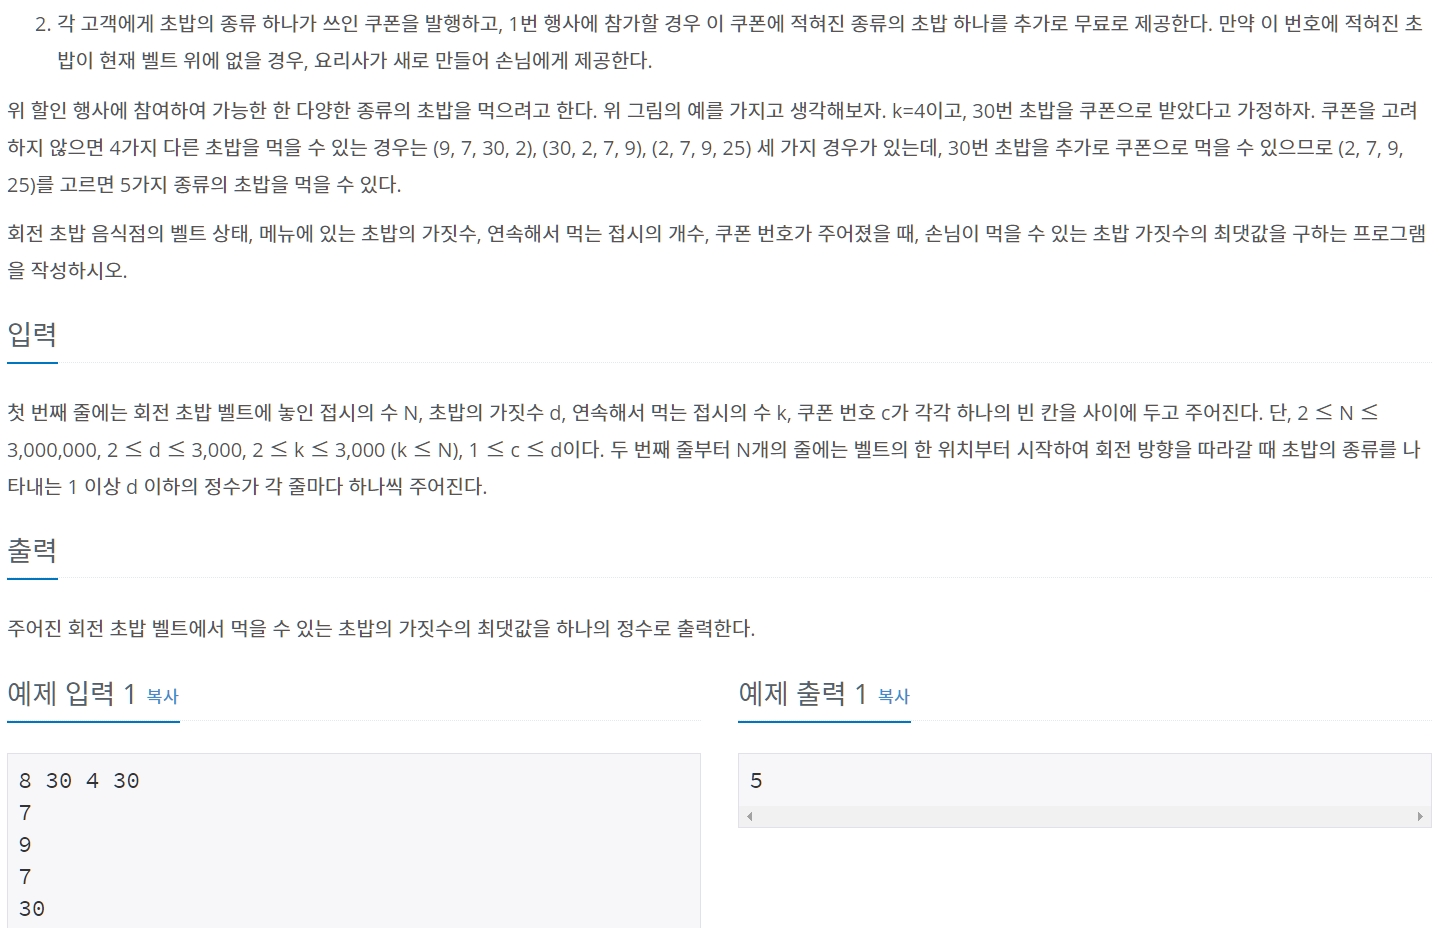 2. 각 고객에게 초밥의 종류 하나가 쓰인 쿠폰을 발행하고, 1번 행사에 참가할 경우 이 쿠폰에 적혀진 종류의 초밥 하나를 추가로 무료로 제공한다. 만약 이 번호에 적혀진 초
밥이 현재 벨트 위에 없을 경우, 요리사가 새로 만들어 손님에게 제공한다.
위 할인 행사에 참여하여 가능한 한 다양한 종류의 초밥을 먹으려고 한다. 위 그림의 예를 가지고 생각해보자. k=4이고, 30번 초밥을 쿠폰으로 받았다고 가정하자. 쿠폰을 고려
하지 않으면 4가지 다른 초밥을 먹을 수 있는 경우는 (9, 7, 30, 2), (30, 2, 7, 9), (2, 7, 9, 25) 세 가지 경우가 있는데, 30번 초밥을 추가로 쿠폰으로 먹을 수 있으므로 (2, 7, 9,
25)를 고르면 5가지 종류의 초밥을 먹을 수 있다.
회전 초밥 음식점의 벨트 상태, 메뉴에 있는 초밥의 가짓수, 연속해서 먹는 접시의 개수, 쿠폰 번호가 주어졌을 때, 손님이 먹을 수 있는 초밥 가짓수의 최댓값을 구하는 프로그램
을 작성하시오.
입력
첫 번째 줄에는 회전 초밥 벨트에 놓인 접시의 수 N, 초밥의 가짓수 d, 연속해서 먹는 접시의 수 k, 쿠폰 번호 c가 각각 하나의 빈 칸을 사이에 두고 주어진다. 단, 2 ≤ N ≤
3,000,000, 2 ≤ d ≤ 3,000, 2 ≤ k ≤ 3,000 (k ≤ N), 1 ≤ c ≤ d이다. 두 번째 줄부터 N개의 줄에는 벨트의 한 위치부터 시작하여 회전 방향을 따라갈 때 초밥의 종류를 나
타내는 1 이상 d 이하의 정수가 각 줄마다 하나씩 주어진다.
출력
주어진 회전 초밥 벨트에서 먹을 수 있는 초밥의 가짓수의 최댓값을 하나의 정수로 출력한다.
예제 입력 1 복사
8 30 4 30
7
9
7
30
예제 출력 1 복사
5